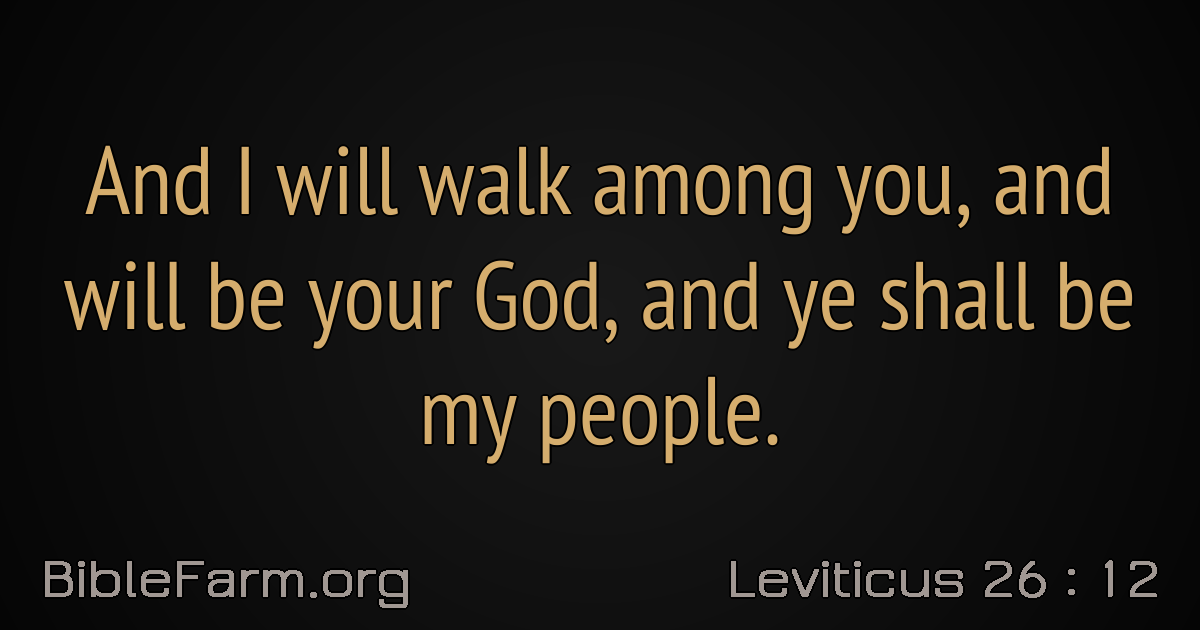 And I will walk among you, and
will be your God, and ye shall be
my people.
BibleFarm.org
Leviticus 26 : 12